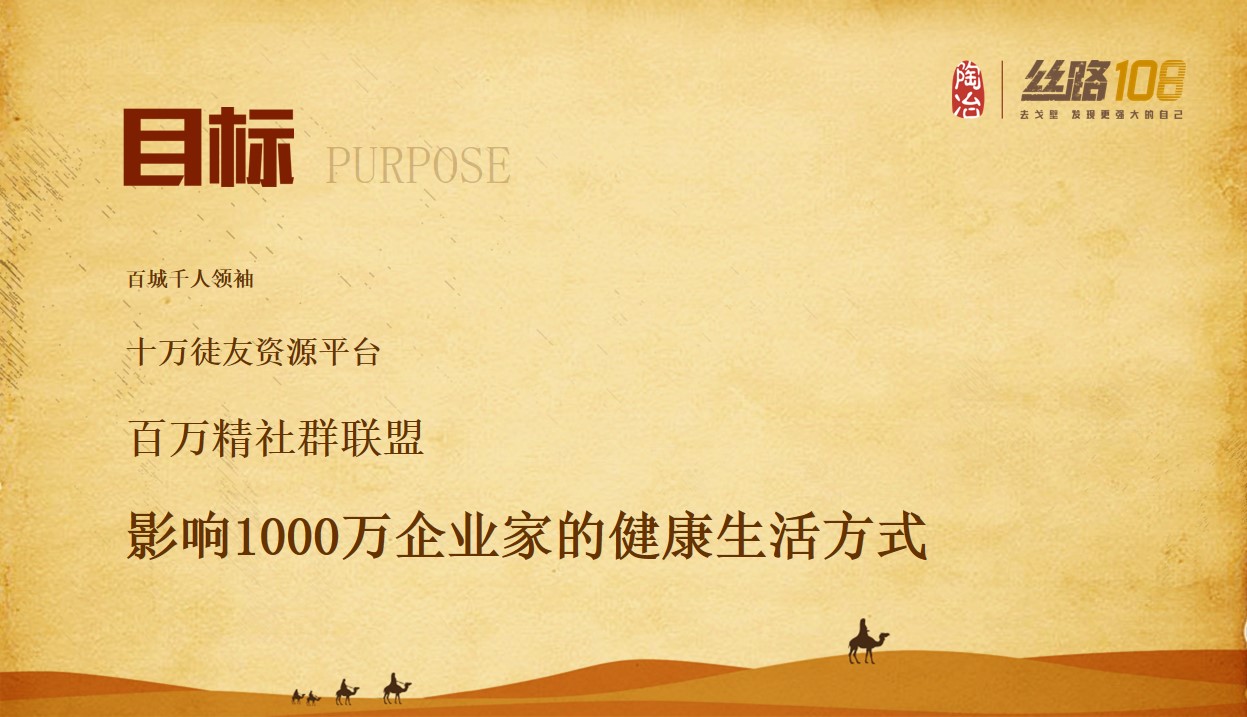 陶冶
丝路108
去戈壁 发现更强大的自己
目标 PURPOSE
百城千人领袖
十万徒友资源平台
百万精社群联盟
影响1000万企业家的健康生活方式